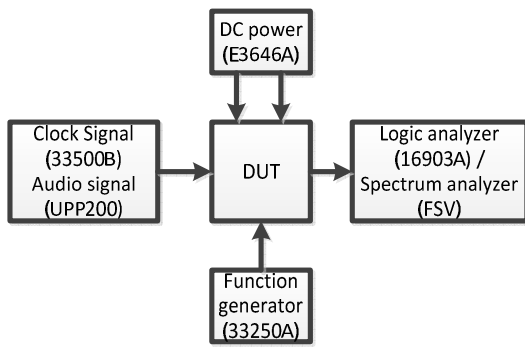 DC power
(E3646A)
Clock Signal
(33500B)
Audio signal
(UPP200)
DUT
Logic analyzer
(16903A) /
Spectrum analyzer
(FSV)
Function
generator
(33250A)